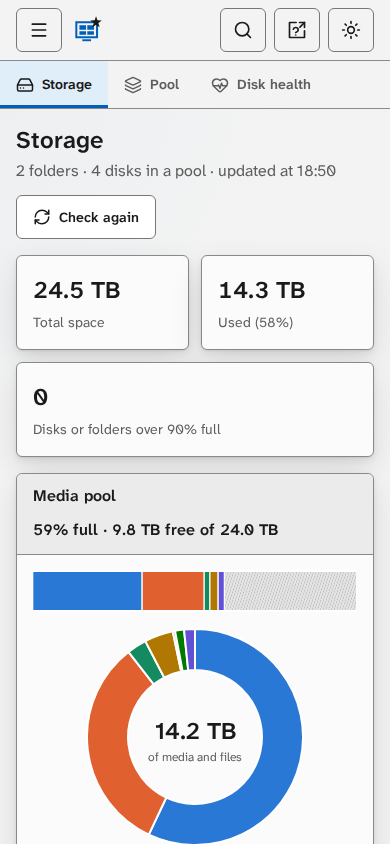 Storage
Pool
Disk health
Storage
2 folders · 4 disks in a pool · updated at 18:50
Check again
24.5 TB
Total space
14.3 TB
Used (58%)
0
Disks or folders over 90% full
Media pool
59% full · 9.8 TB free of 24.0 TB
14.2 TB
of media and files